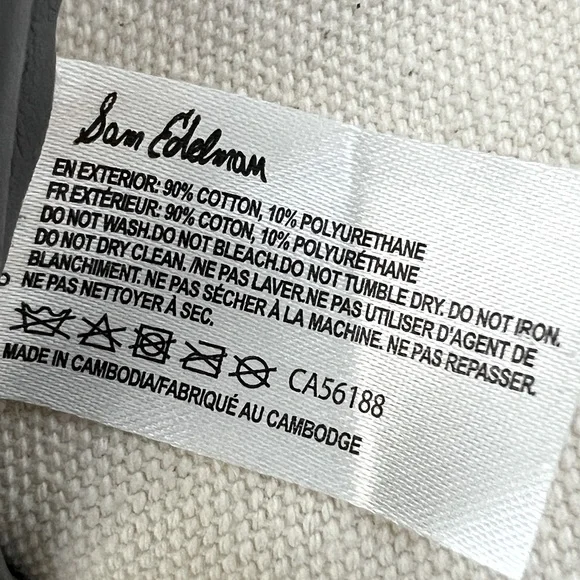 Sam Edelman
EN EXTERIOR: 90% COTTON, 10% POLYURETHANE
FR EXTÉRIEUR: 90% COTON, 10% POLYURÉTHANE
DO NOT WASH.DO NOT BLEACH.DO NOT TUMBLE DRY. DO NOT IRON.
DO NOT DRY CLEAN. /NE PAS LAVER.NE PAS UTILISER D'AGENT DE
BLANCHIMENT. NE PAS SÉCHER À LA MACHINE. NE PAS REPASSER.
NE PAS NETTOYER À SEC.
CA56188
MADE IN CAMBODIA/FABRIQUÉ AU CAMBODGE